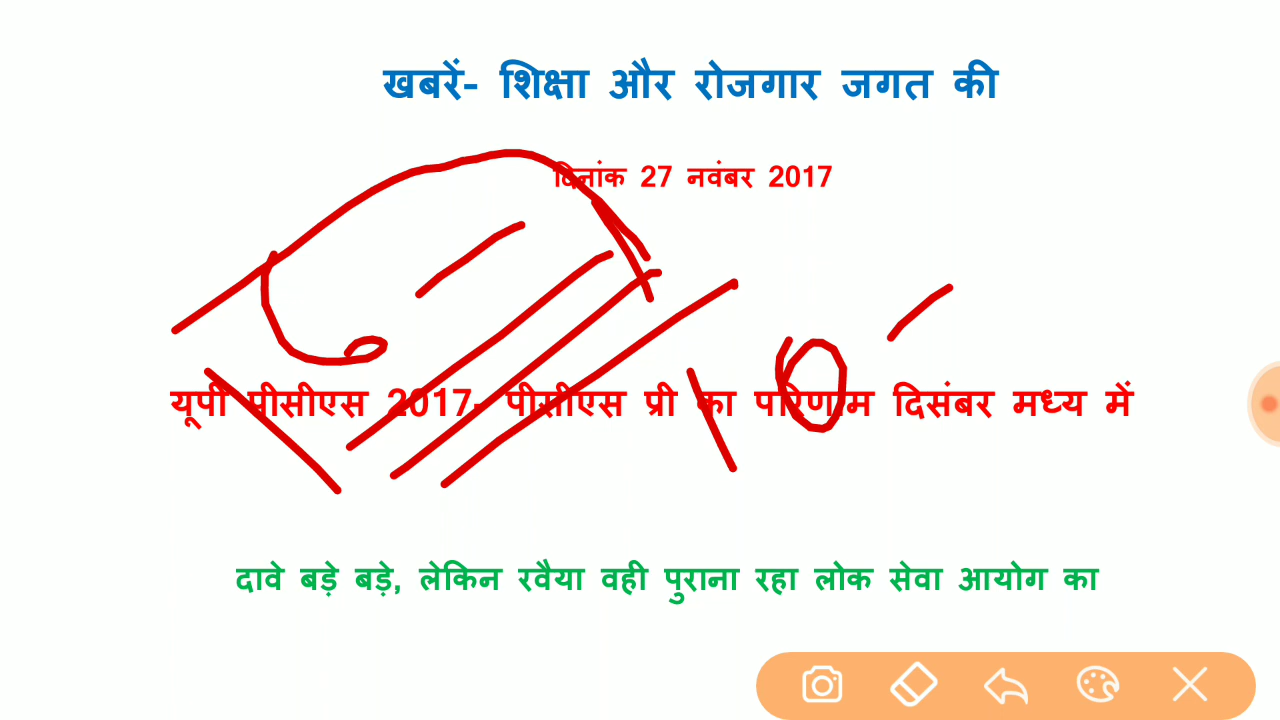 खबरें- शिक्षा और रोजगार जगत की
दिनांक 27 नवंबर 2017
यूपी पीसीएस 2017- पीसीएस प्री का परिणाम दिसंबर मध्य में
दावे बड़े बड़े, लेकिन रवैया वही पुराना रहा लोक सेवा आयोग का